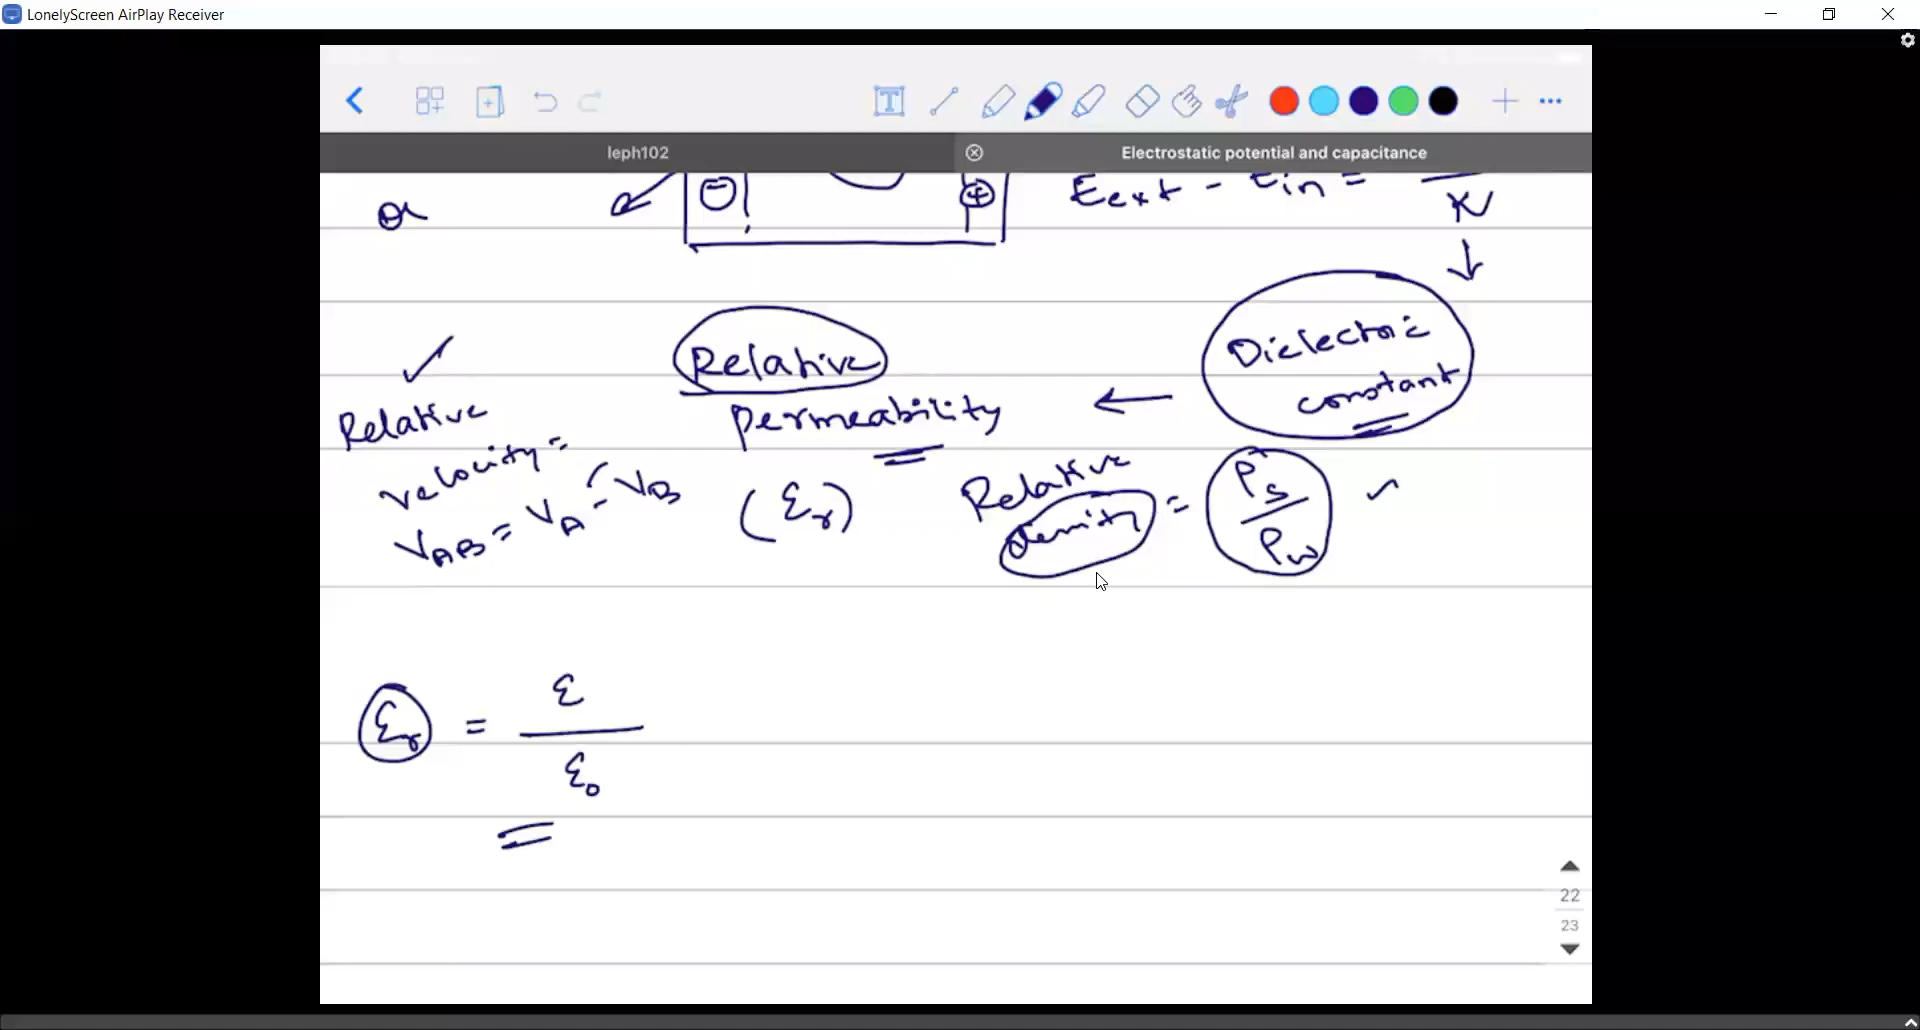 LonelyScreen AirPlay Receiver
leph102
Electrostatic potential and capacitance
Eext - Ein =
K
Dielectric
constant
Relative
permeability
(εr)
Relative
velocity =
VAB = VA - VB
Relative
density = ρs / ρw
εr = ε / ε0
22
23